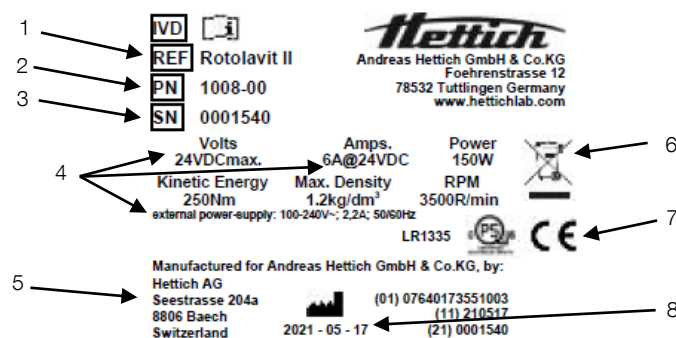 1
IVD
REF Rotolavit II
2
PN 1008-00
3
SN 0001540
Hettich
Andreas Hettich GmbH & Co.KG
Foehrenstrasse 12
78532 Tuttlingen Germany
www.hettichlab.com
4
Volts Amps. Power
24VDCmax. 6A@24VDC 150W
6
Kinetic Energy Max. Density RPM
250Nm 1.2kg/dm³ 3500R/min
external power-supply: 100-240V~; 2,2A; 50/60Hz
LR1335 PS CE
7
Manufactured for Andreas Hettich GmbH & Co.KG, by:
5
Hettich AG
Seestrasse 204a (01) 07640173551003
8806 Baech (11) 210517
8
Switzerland 2021 - 05 - 17 (21) 0001540